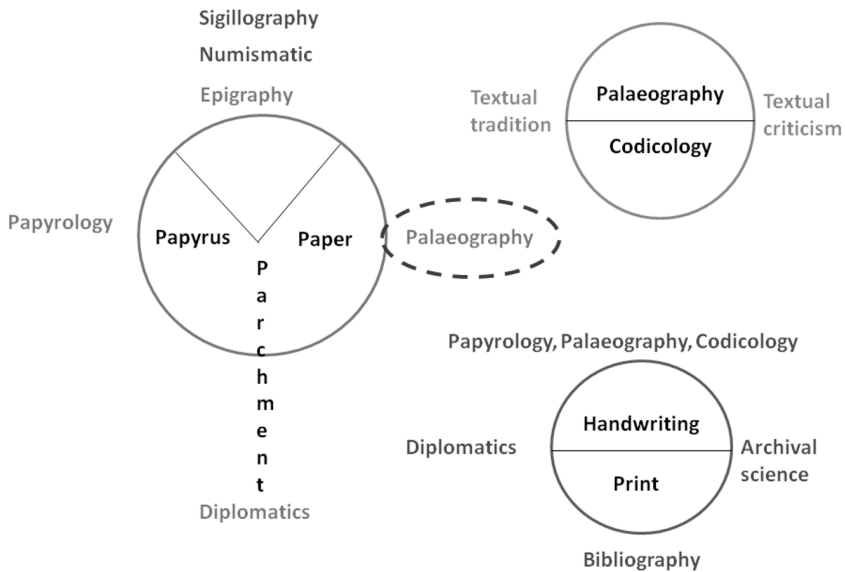 Sigillography
Numismatic
Epigraphy
Papyrology
Papyrus
Paper
Parchment
Diplomatics
Palaeography
Textual
tradition
Palaeography
Codicology
Textual
criticism
Papyrology, Palaeography, Codicology
Diplomatics
Handwriting
Print
Archival
science
Bibliography